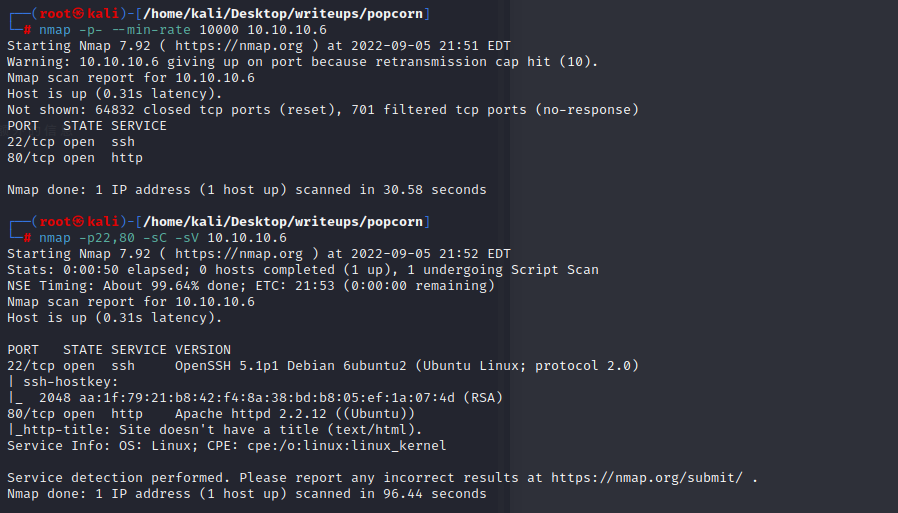 ┌──(root㉿kali)-[/home/kali/Desktop/writeups/popcorn]
└─# nmap -p- --min-rate 10000 10.10.10.6
Starting Nmap 7.92 ( https://nmap.org ) at 2022-09-05 21:51 EDT
Warning: 10.10.10.6 giving up on port because retransmission cap hit (10).
Nmap scan report for 10.10.10.6
Host is up (0.31s latency).
Not shown: 64832 closed tcp ports (reset), 701 filtered tcp ports (no-response)
PORT   STATE SERVICE
22/tcp open  ssh
80/tcp open  http
Nmap done: 1 IP address (1 host up) scanned in 30.58 seconds
┌──(root㉿kali)-[/home/kali/Desktop/writeups/popcorn]
└─# nmap -p22,80 -sC -sV 10.10.10.6
Starting Nmap 7.92 ( https://nmap.org ) at 2022-09-05 21:52 EDT
Stats: 0:00:50 elapsed; 0 hosts completed (1 up), 1 undergoing Script Scan
NSE Timing: About 99.64% done; ETC: 21:53 (0:00:00 remaining)
Nmap scan report for 10.10.10.6
Host is up (0.31s latency).
PORT   STATE SERVICE VERSION
22/tcp open  ssh     OpenSSH 5.1p1 Debian 6ubuntu2 (Ubuntu Linux; protocol 2.0)
| ssh-hostkey:
|_  2048 aa:1f:79:21:b8:42:f4:8a:38:bd:b8:05:ef:1a:07:4d (RSA)
80/tcp open  http    Apache httpd 2.2.12 ((Ubuntu))
|_http-title: Site doesn't have a title (text/html).
Service Info: OS: Linux; CPE: cpe:/o:linux:linux_kernel
Service detection performed. Please report any incorrect results at https://nmap.org/submit/ .
Nmap done: 1 IP address (1 host up) scanned in 96.44 seconds